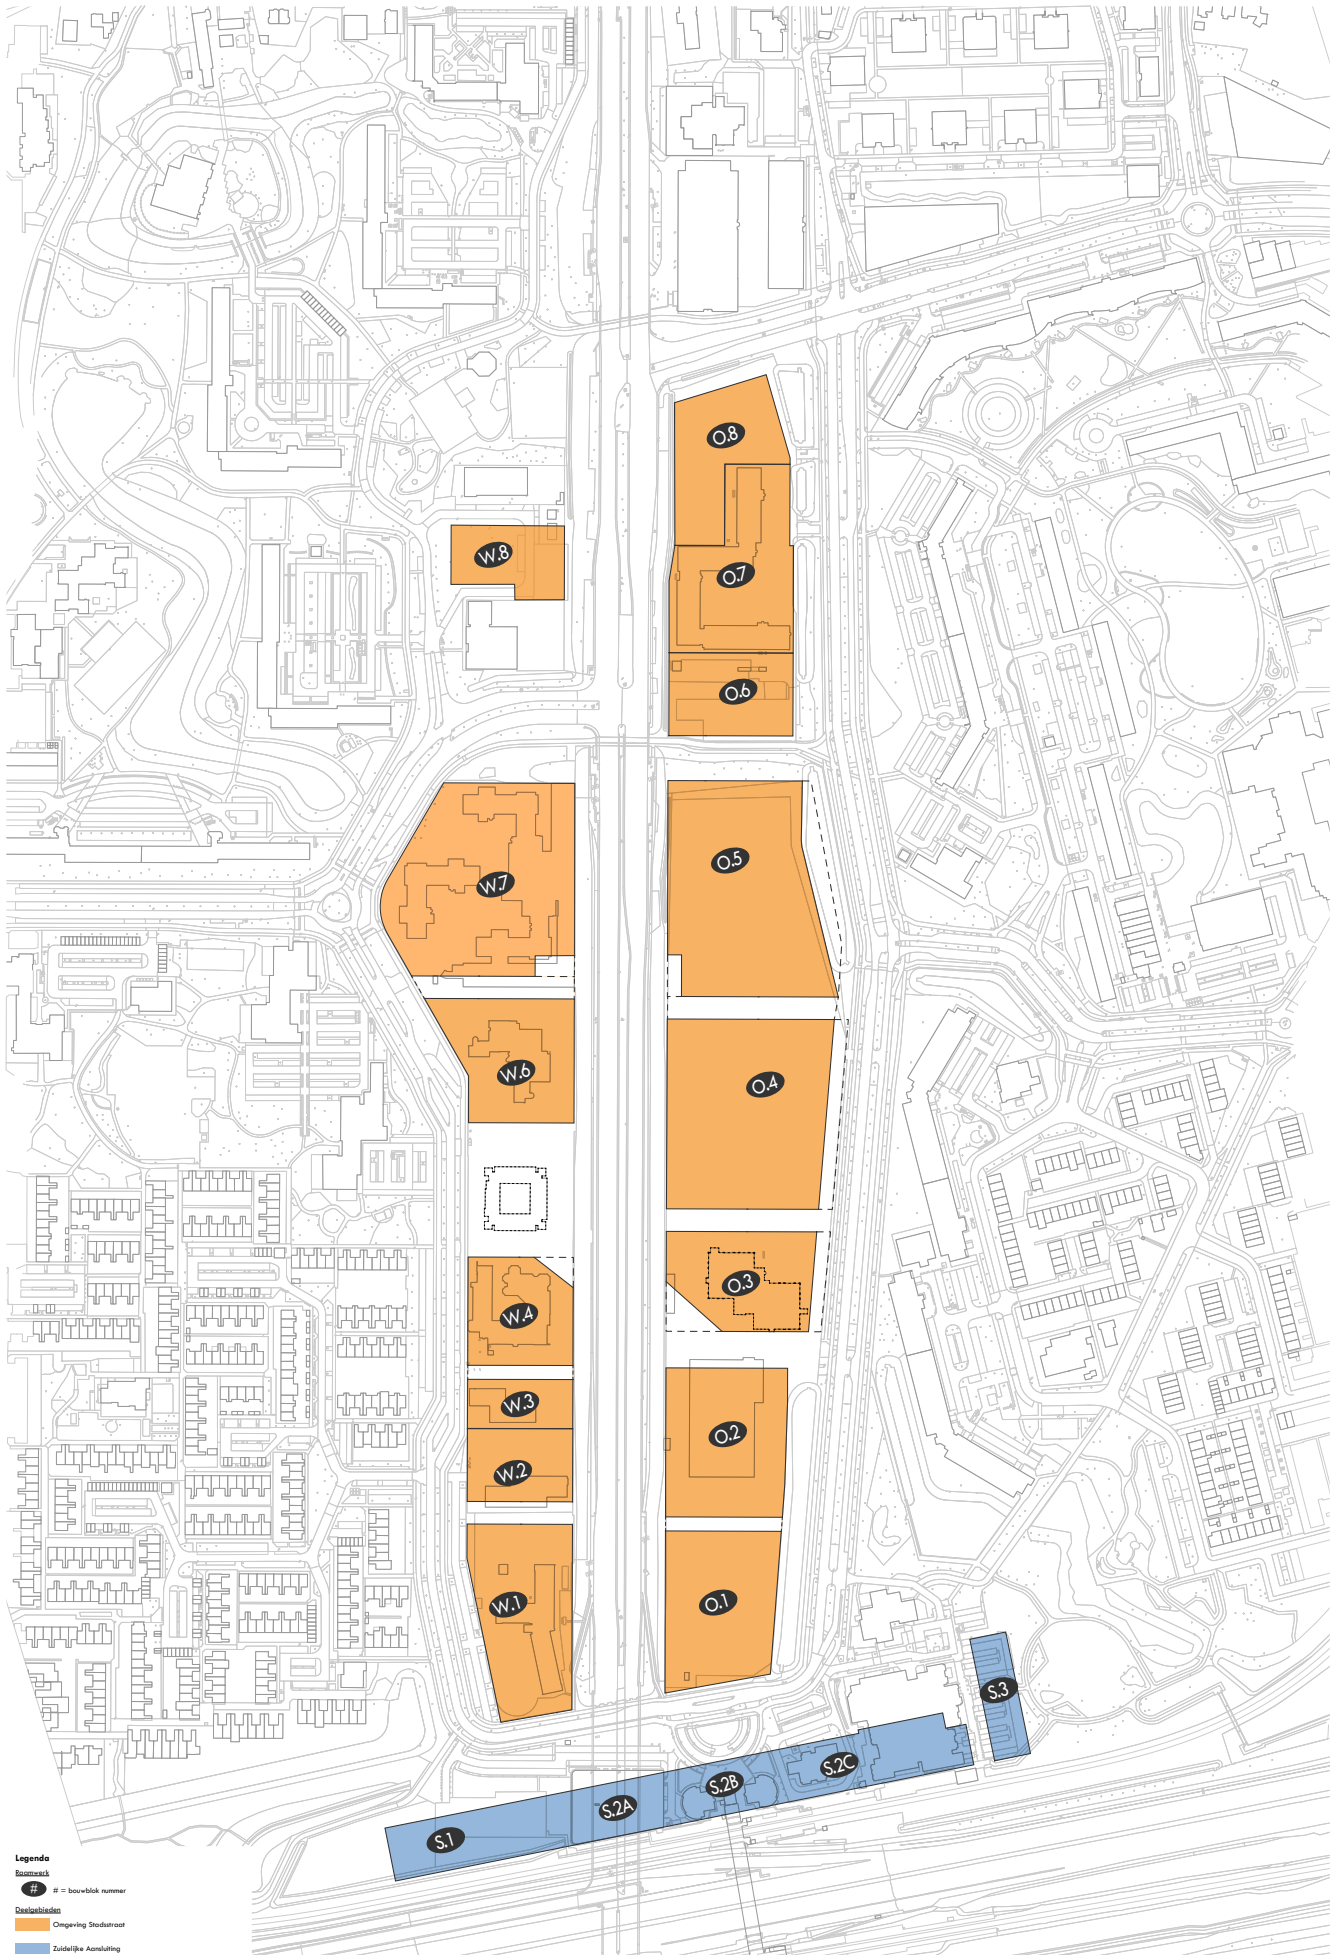 O.8
W.8
O.7
O.6
O.5
W.7
W.6
O.4
O.3
W.4
W.3
O.2
W.2
W.1
O.1
S.3
S.2C
S.2B
S.2A
S.1
Legenda
Raamwerk
# # = bouwblok nummer
Deelgebieden
Omgeving Stadsstraat
Zuidelijke Aansluiting